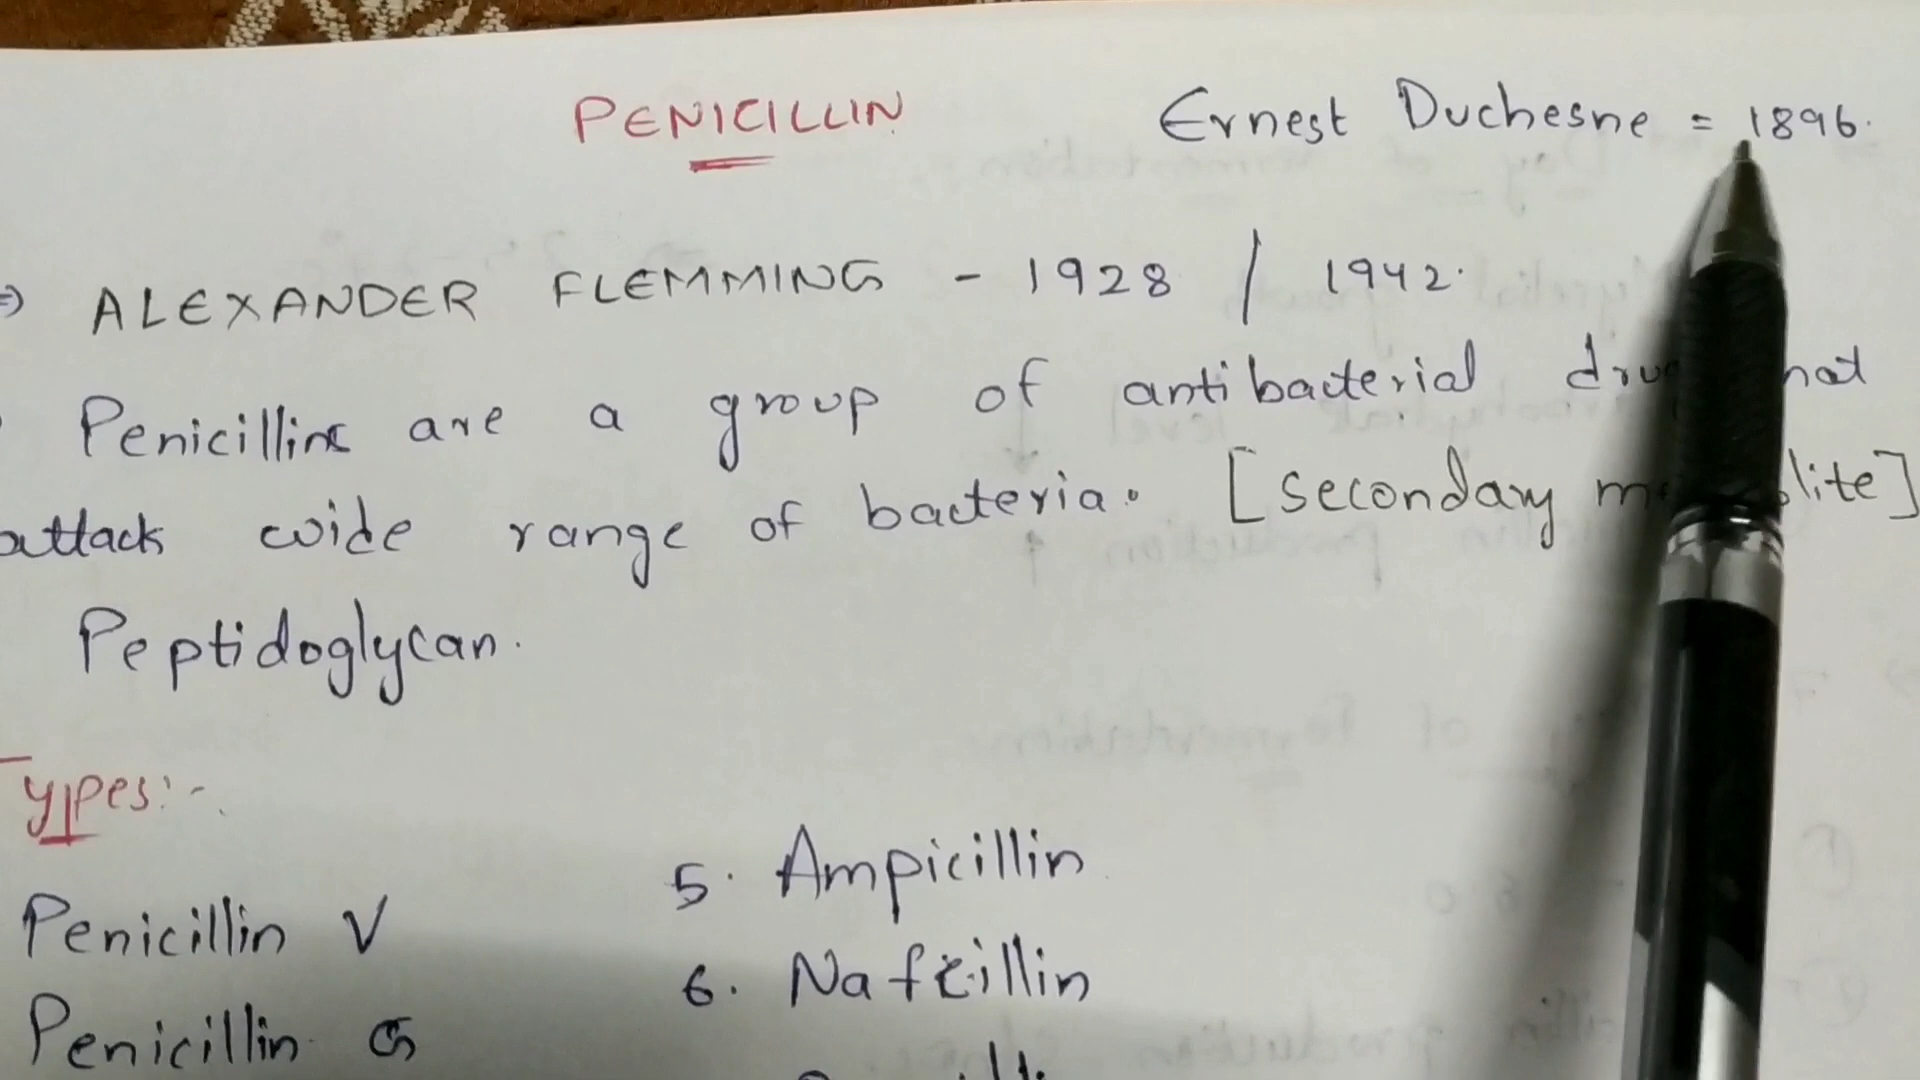 PENICILLIN Ernest Duchesne = 1896.
=> ALEXANDER FLEMMING - 1928 / 1942.
Penicillins are a group of antibacterial
attack wide range of bacteria. [secondary
Peptidoglycan.
Types:-
Penicillin V
Penicillin G
5. Ampicillin
6. Nafcillin